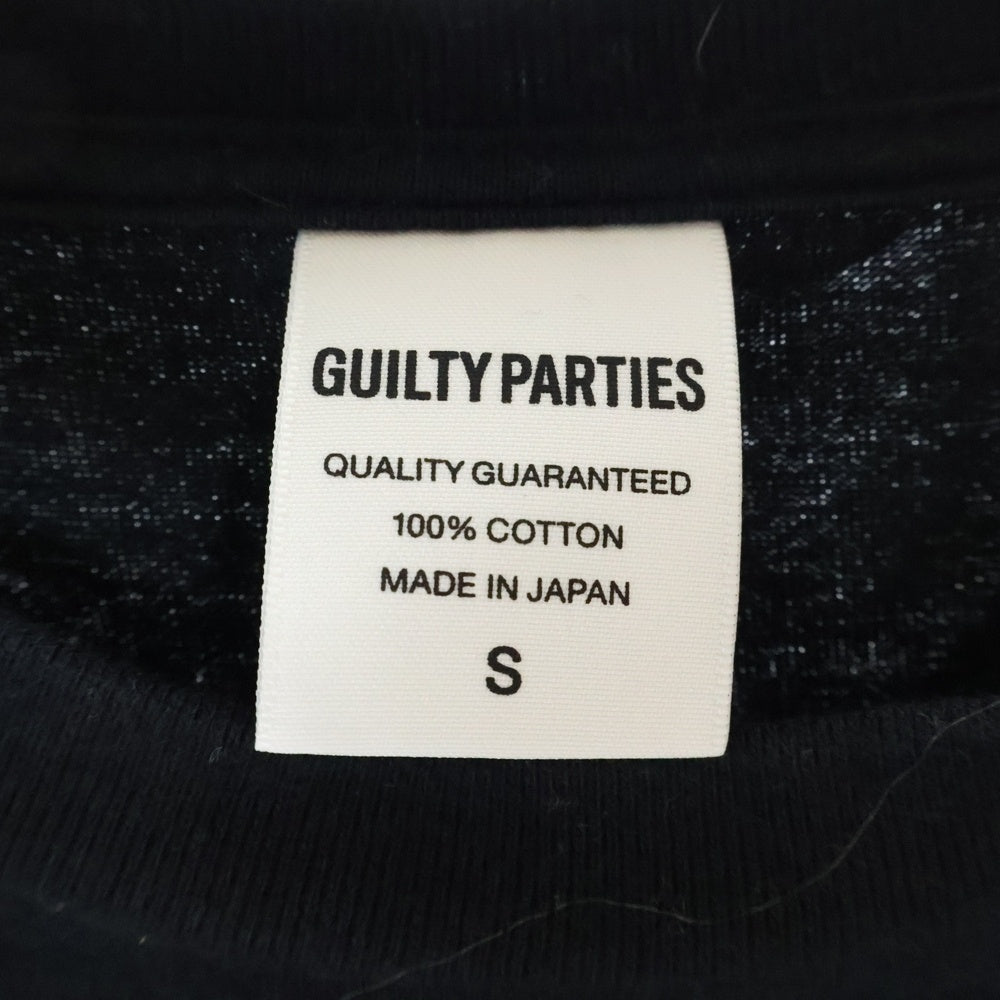 GUILTY PARTIES
QUALITY GUARANTEED
100% COTTON
MADE IN JAPAN
S